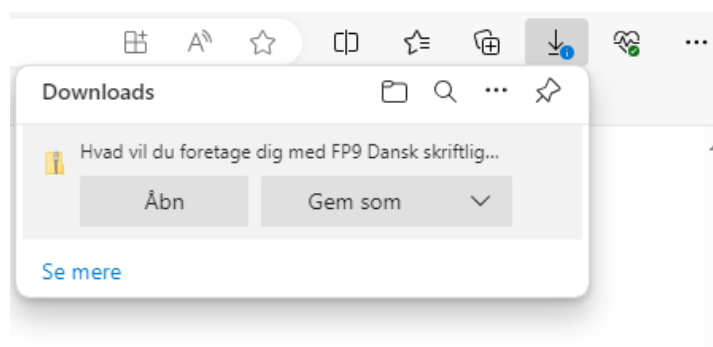 Downloads
Hvad vil du foretage dig med FP9 Dansk skriftlig...
Åbn
Gem som
Se mere